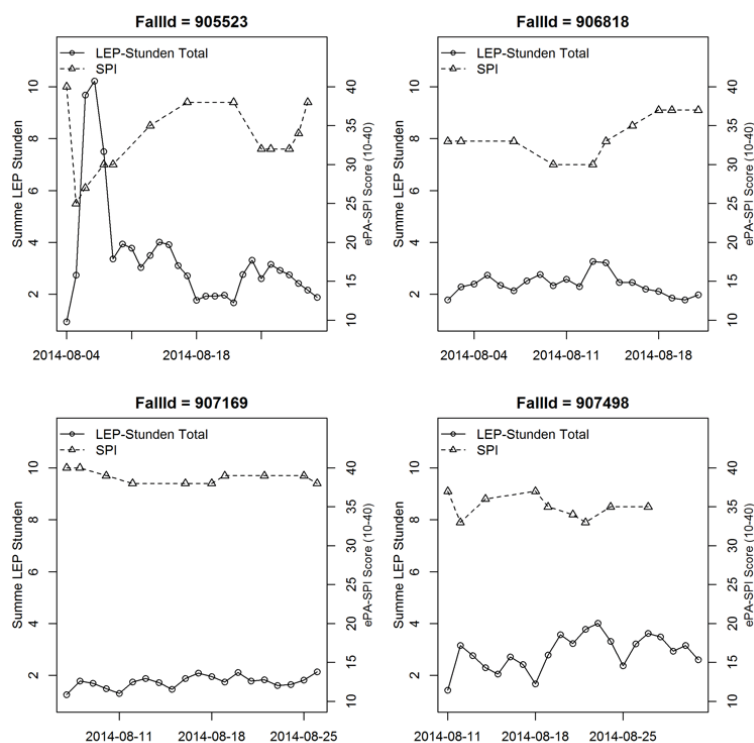 FallId = 905523
LEP-Stunden Total
SPI
Summe LEP Stunden
2
4
6
8
10
ePA-SPI Score (10-40)
10
15
20
25
30
35
40
2014-08-04
2014-08-18
FallId = 906818
LEP-Stunden Total
SPI
Summe LEP Stunden
2
4
6
8
10
ePA-SPI Score (10-40)
10
15
20
25
30
35
40
2014-08-04
2014-08-11
2014-08-18
FallId = 907169
LEP-Stunden Total
SPI
Summe LEP Stunden
2
4
6
8
10
ePA-SPI Score (10-40)
10
15
20
25
30
35
40
2014-08-11
2014-08-18
2014-08-25
FallId = 907498
LEP-Stunden Total
SPI
Summe LEP Stunden
2
4
6
8
10
ePA-SPI Score (10-40)
10
15
20
25
30
35
40
2014-08-11
2014-08-18
2014-08-25